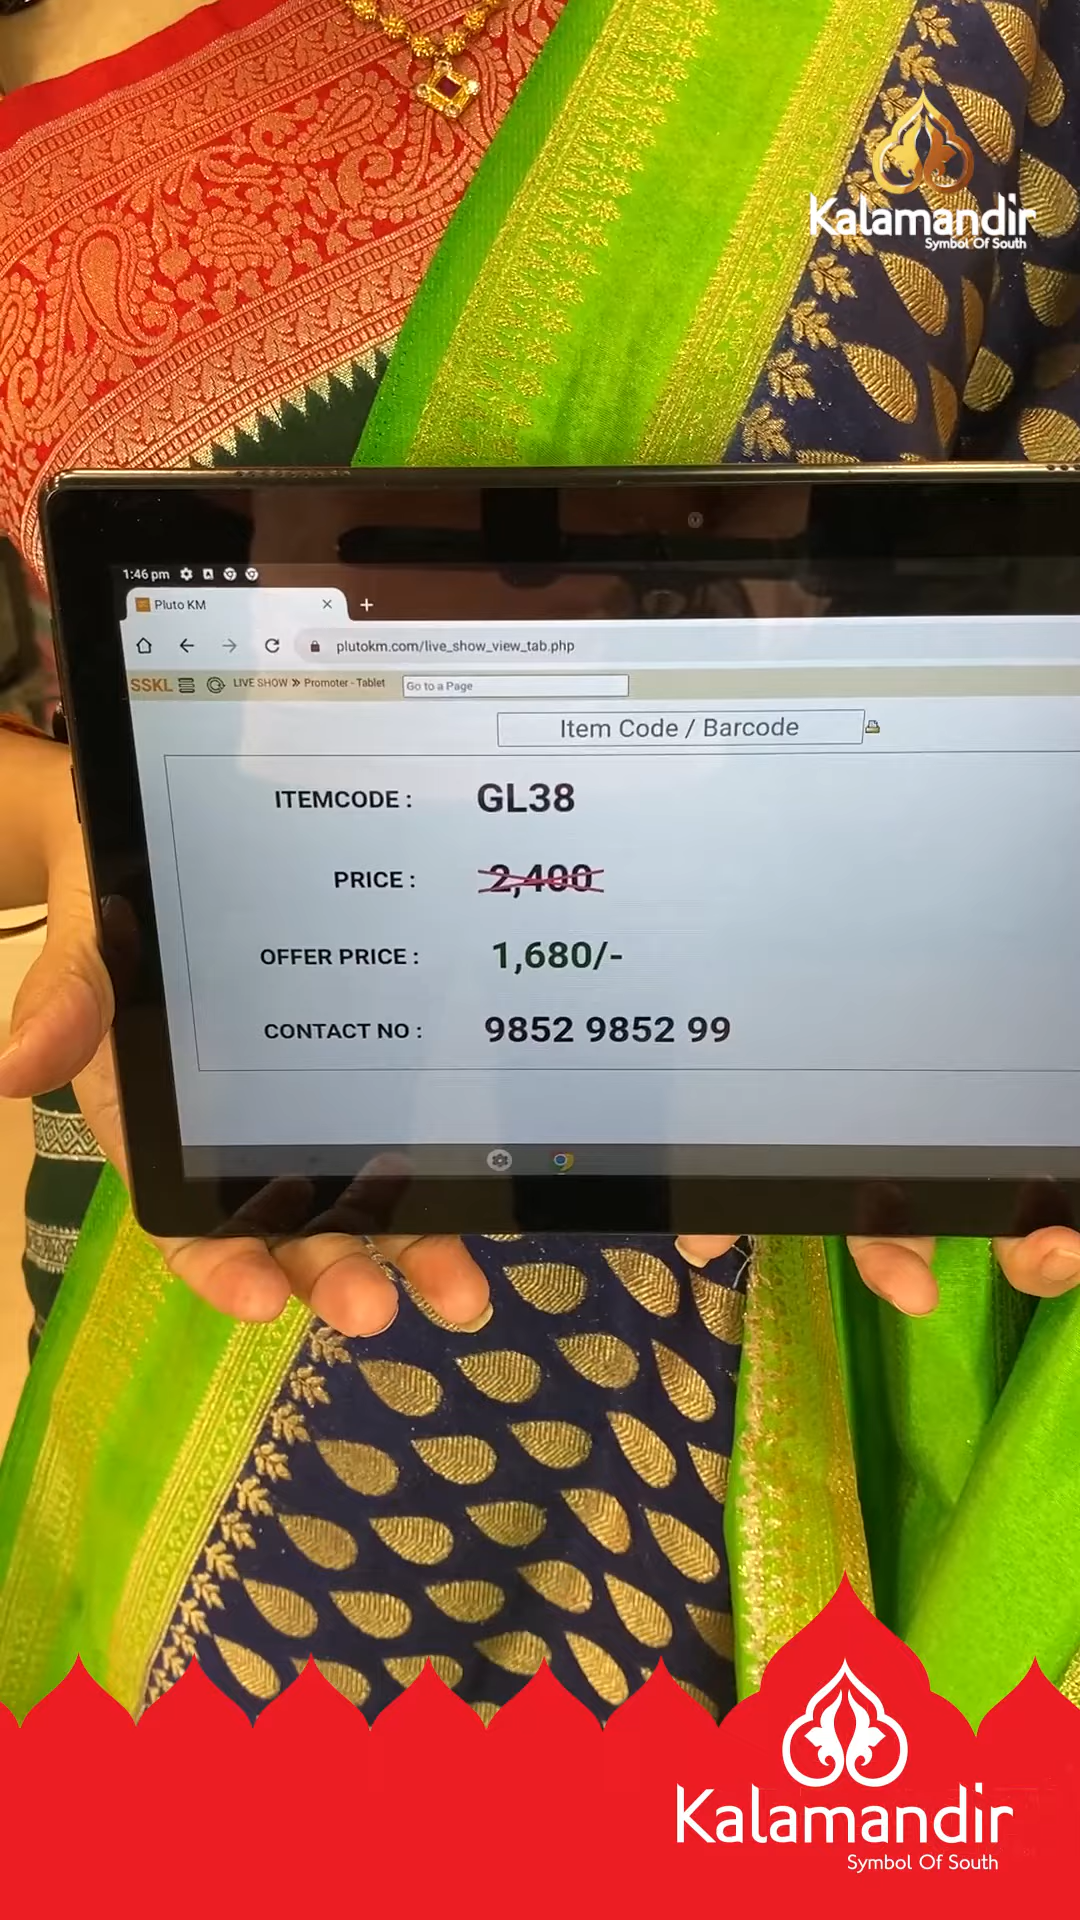 Kalamandir
Symbol Of South
1:46 pm
Pluto KM
plutokm.com/live_show_view_tab.php
SSKL LIVE SHOW » Promoter - Tablet Go to a Page
Item Code / Barcode
ITEMCODE : GL38
PRICE : 2,400
OFFER PRICE : 1,680/-
CONTACT NO : 9852 9852 99
Kalamandir
Symbol Of South